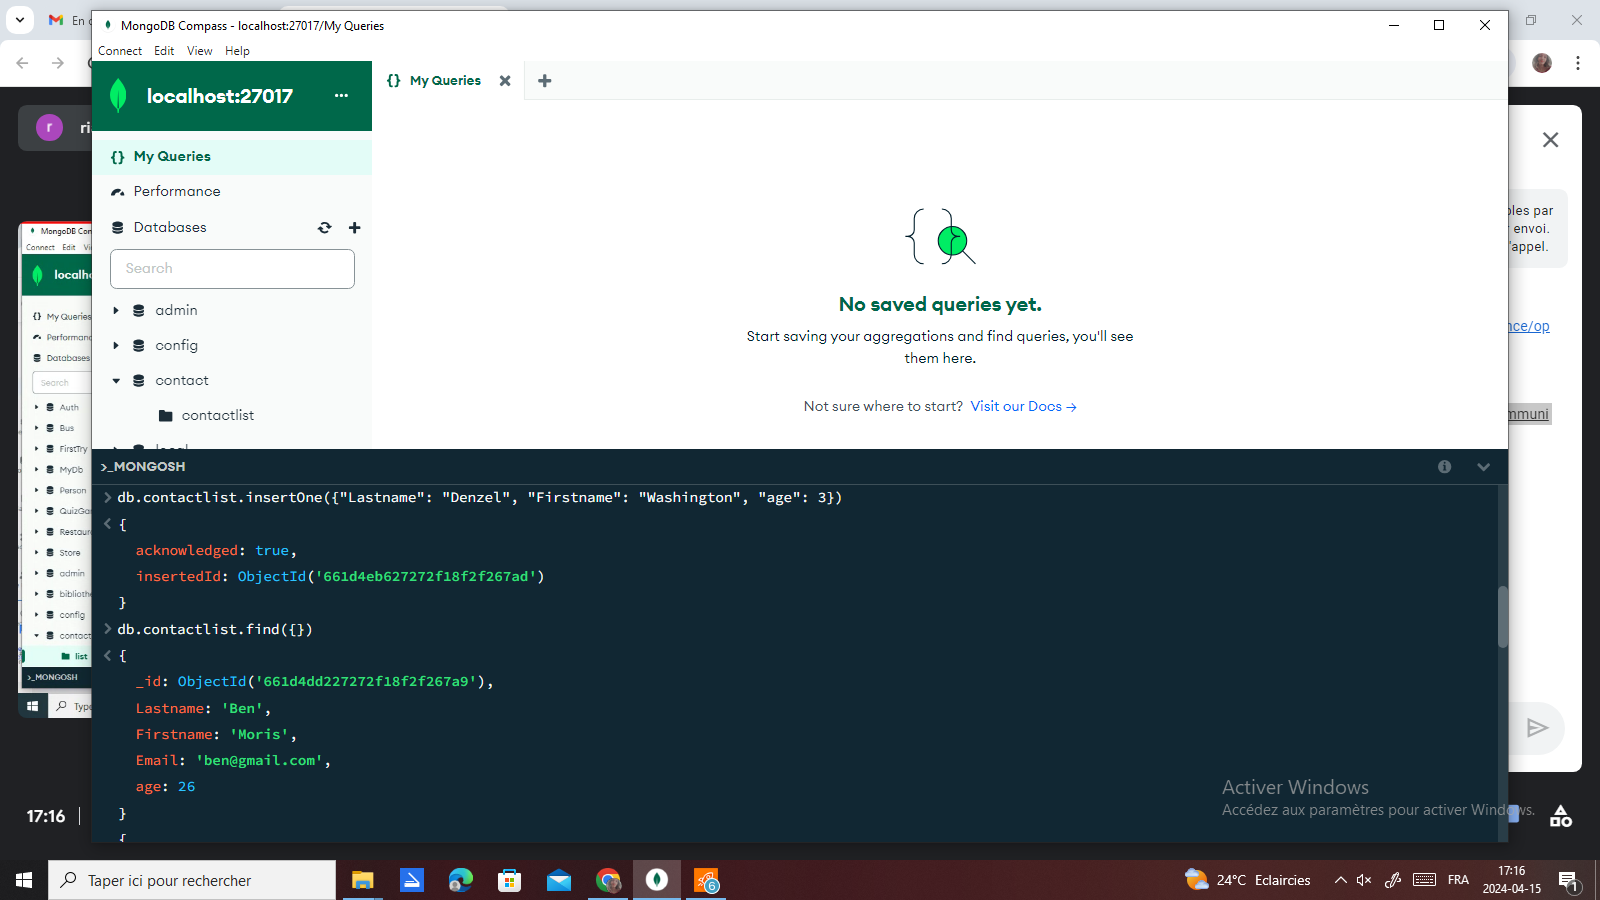 En c
MongoDB Compass - localhost:27017/My Queries
Connect Edit View Help
localhost:27017
My Queries
My Queries
Performance
Databases
Search
admin
config
contact
contactlist
local
No saved queries yet.
Start saving your aggregations and find queries, you'll see
them here.
Not sure where to start? Visit our Docs →
>_MONGOSH
> db.contactlist.insertOne({"Lastname": "Denzel", "Firstname": "Washington", "age": 3})
< {
acknowledged: true,
insertedId: ObjectId('661d4eb627272f18f2f267ad')
}
> db.contactlist.find({})
< {
_id: ObjectId('661d4dd227272f18f2f267a9'),
Lastname: 'Ben',
Firstname: 'Moris',
Email: 'ben@gmail.com',
age: 26
}
{
r ri
MongoDB Com
Connect Edit Vi
localh
My Queries
Performanc
Databases
Search
Auth
Bus
FirstTry
MyDb
Person
QuizGa
Restaur
Store
admin
biblioth
config
contact
list
>_MONGOSH
Type
bles par
envoi.
'appel.
nce/op
mmuni
Activer Windows
Accédez aux paramètres pour activer Windows.
17:16
Taper ici pour rechercher
6
24°C Eclaircies
FRA
17:16
2024-04-15
1